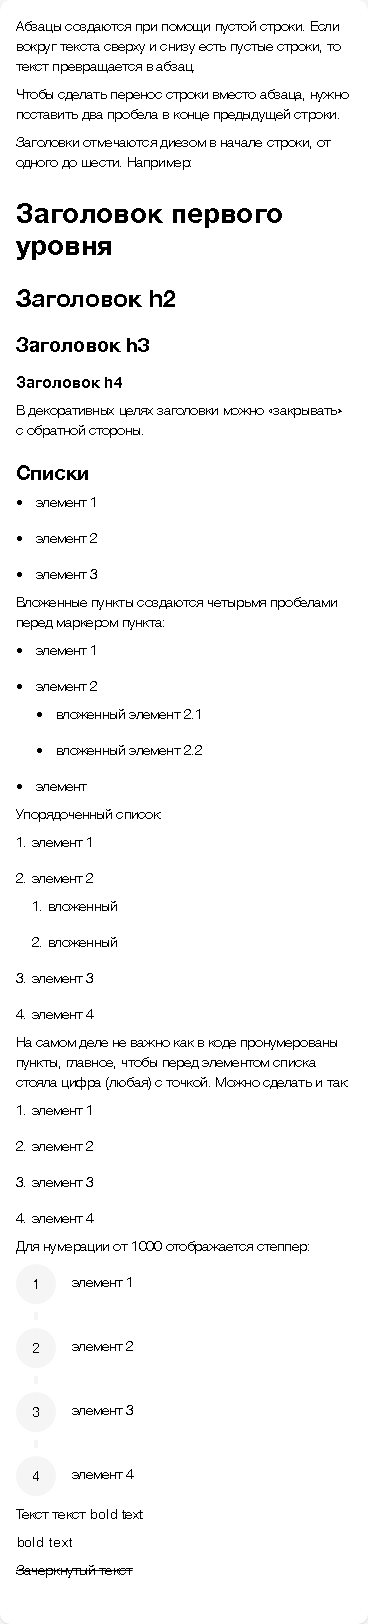 Абзацы создаются при помощи пустой строки. Если
вокруг текста сверху и снизу есть пустые строки, то
текст превращается в абзац.
Чтобы сделать перенос строки вместо абзаца, нужно
поставить два пробела в конце предыдущей строки.
Заголовки отмечаются диезом в начале строки, от
одного до шести. Например:
Заголовок первого
уровня
Заголовок h2
Заголовок h3
Заголовок h4
В декоративных целях заголовки можно «закрывать»
с обратной стороны.
Списки
• элемент 1
• элемент 2
• элемент 3
Вложенные пункты создаются четырьмя пробелами
перед маркером пункта:
• элемент 1
• элемент 2
• вложенный элемент 2.1
• вложенный элемент 2.2
• элемент
Упорядоченный список:
1. элемент 1
2. элемент 2
1. вложенный
2. вложенный
3. элемент 3
4. элемент 4
На самом деле не важно как в коде пронумерованы
пункты, главное, чтобы перед элементом списка
стояла цифра (любая) с точкой. Можно сделать и так:
1. элемент 1
2. элемент 2
3. элемент 3
4. элемент 4
Для нумерации от 1000 отображается степпер:
1 элемент 1
2 элемент 2
3 элемент 3
4 элемент 4
Текст текст bold text
bold text
Зачеркнутый текст